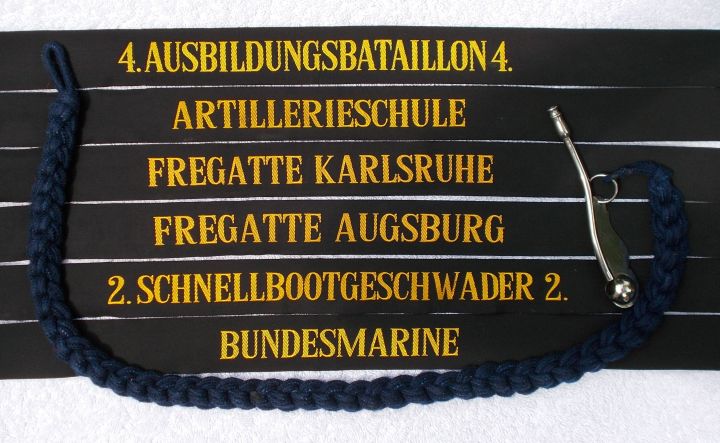 4. AUSBILDUNGSBATAILLON 4.
ARTILLERIESCHULE
FREGATTE KARLSRUHE
FREGATTE AUGSBURG
2. SCHNELLBOOTGESCHWADER 2.
BUNDESMARINE